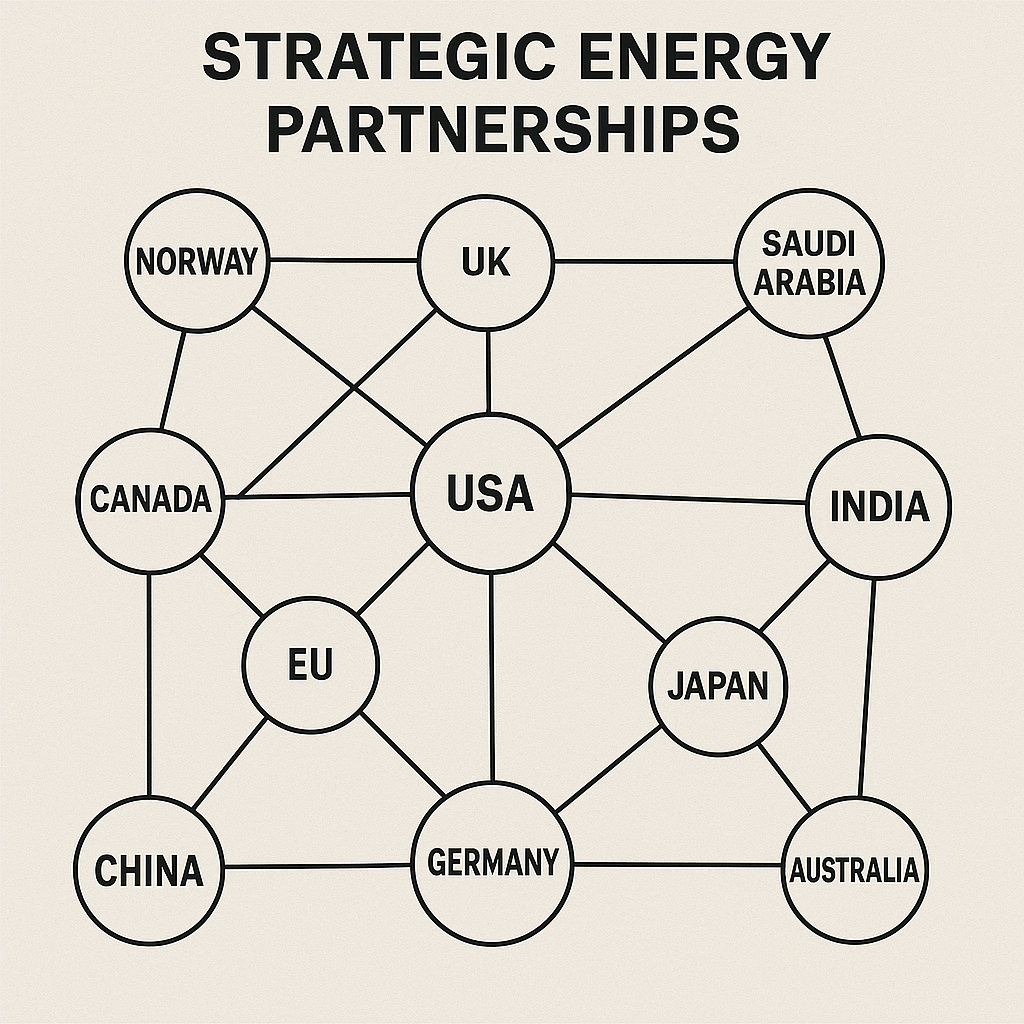 STRATEGIC ENERGY
PARTNERSHIPS
NORWAY
UK
SAUDI
ARABIA
CANADA
USA
INDIA
EU
JAPAN
CHINA
GERMANY
AUSTRALIA